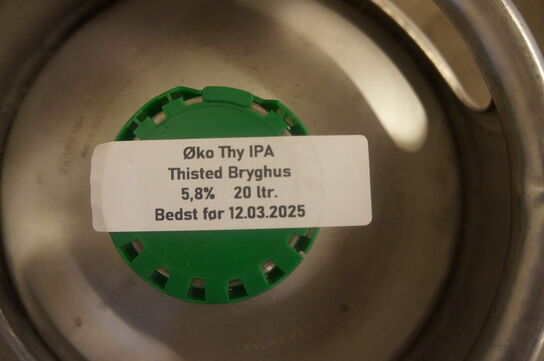 Øko Thy IPA
Thisted Bryghus
5,8% 20 ltr.
Bedst før 12.03.2025